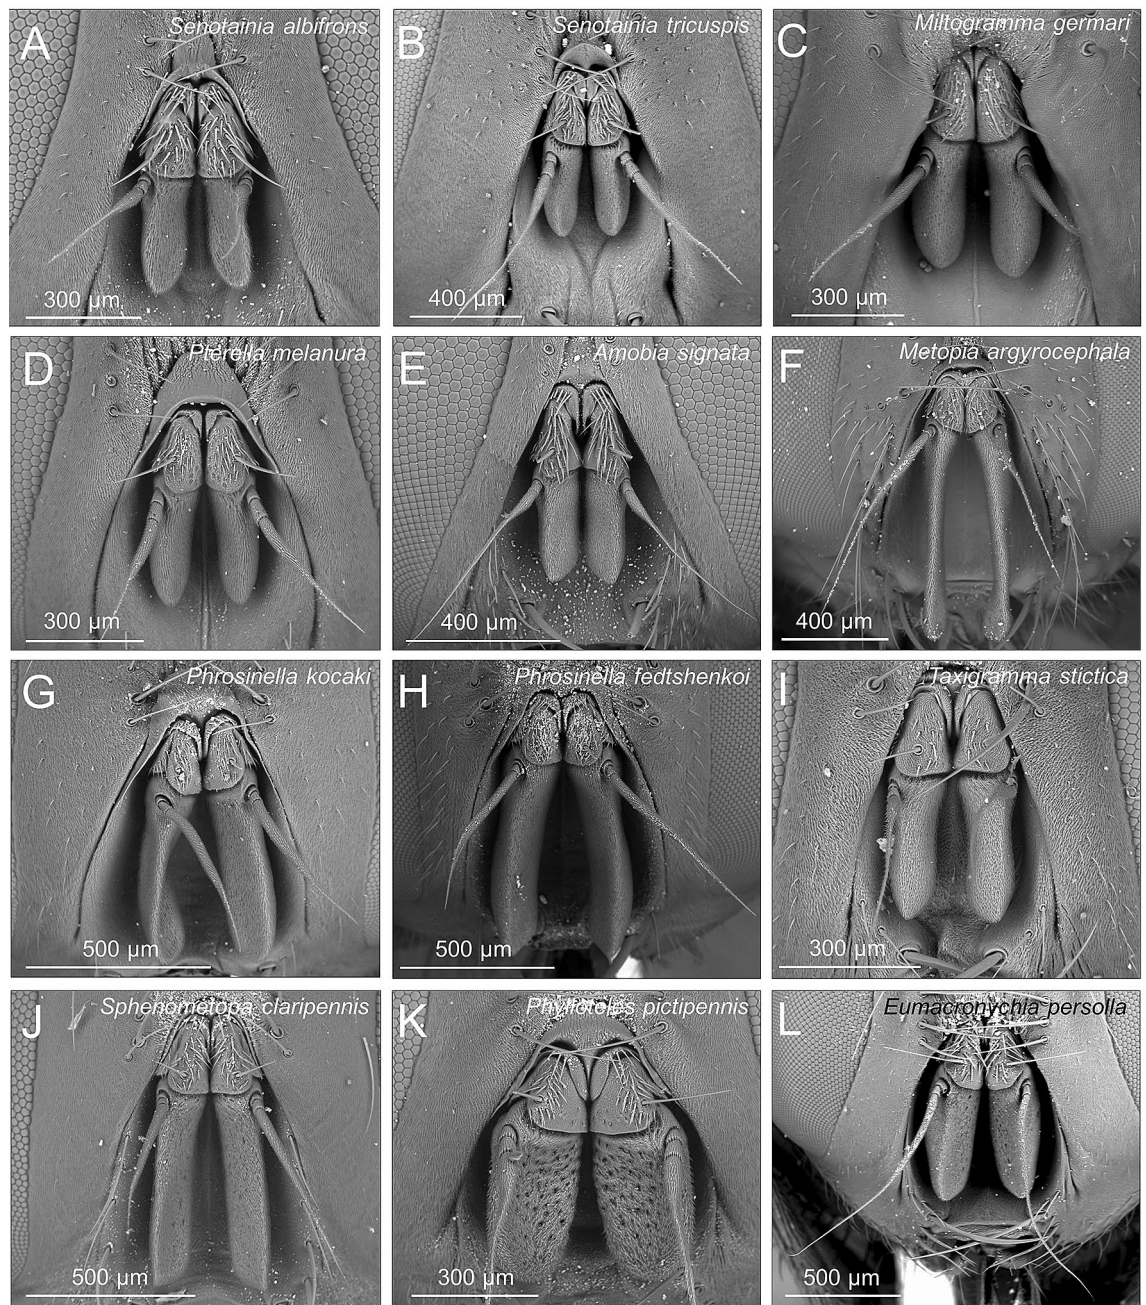 A
Senotainia albifrons
300 µm
B
Senotainia tricuspis
400 µm
C
Miltogramma germari
300 µm
D
Pterella melanura
300 µm
E
Amobia signata
400 µm
F
Metopia argyrocephala
400 µm
G
Phrosinella kocaki
500 µm
H
Phrosinella fedtshenkoi
500 µm
I
Taxigramma stictica
300 µm
J
Sphenometopa claripennis
500 µm
K
Phylloteles pictipennis
300 µm
L
Eumacronychia persolla
500 µm